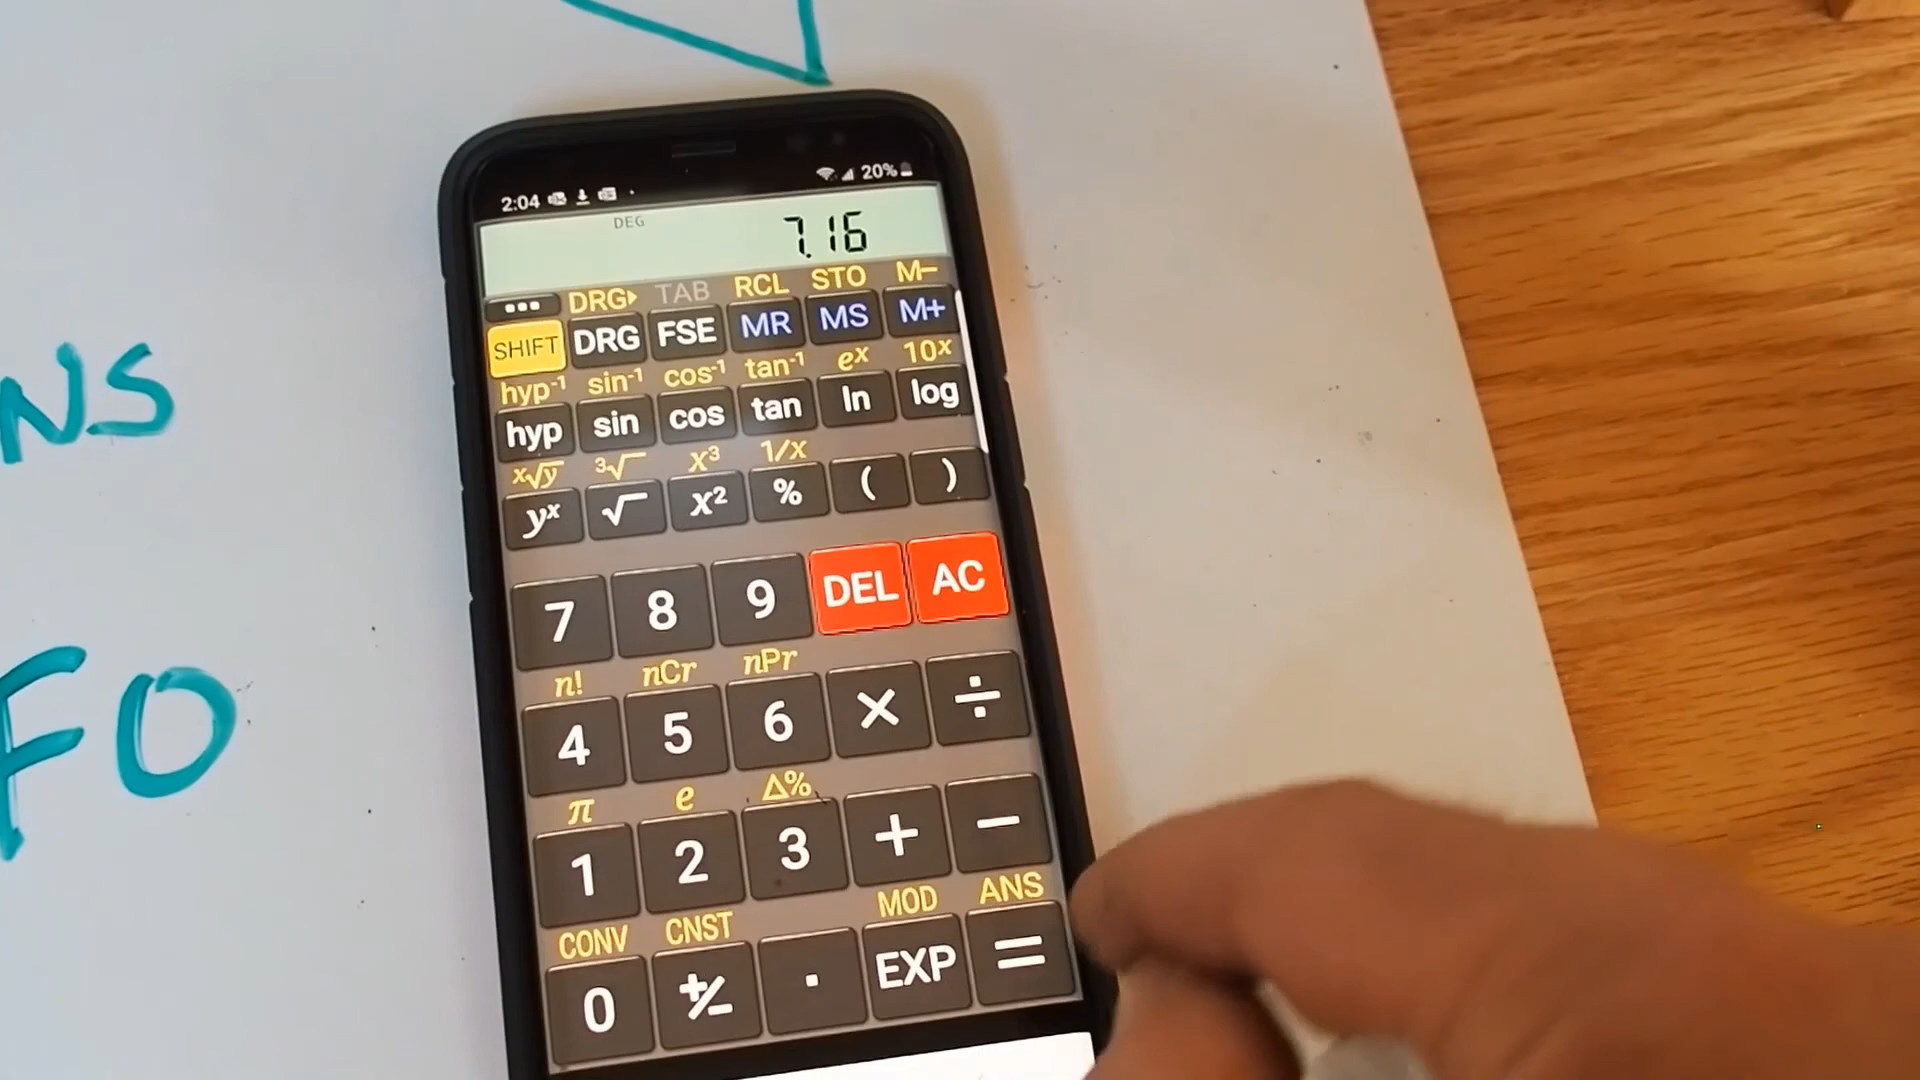 2:04 20%
DEG 7.16
DRG▸ TAB RCL STO M−
SHIFT DRG FSE MR MS M+
hyp⁻¹ sin⁻¹ cos⁻¹ tan⁻¹ eˣ 10ˣ
hyp sin cos tan ln log
ˣ√y ³√ x³ 1/x
yˣ √ x² % ( )
7 8 9 DEL AC
n! nCr nPr
4 5 6 × ÷
π e Δ%
1 2 3 + −
CONV CNST MOD ANS
0 +/− . EXP =
NS
FO